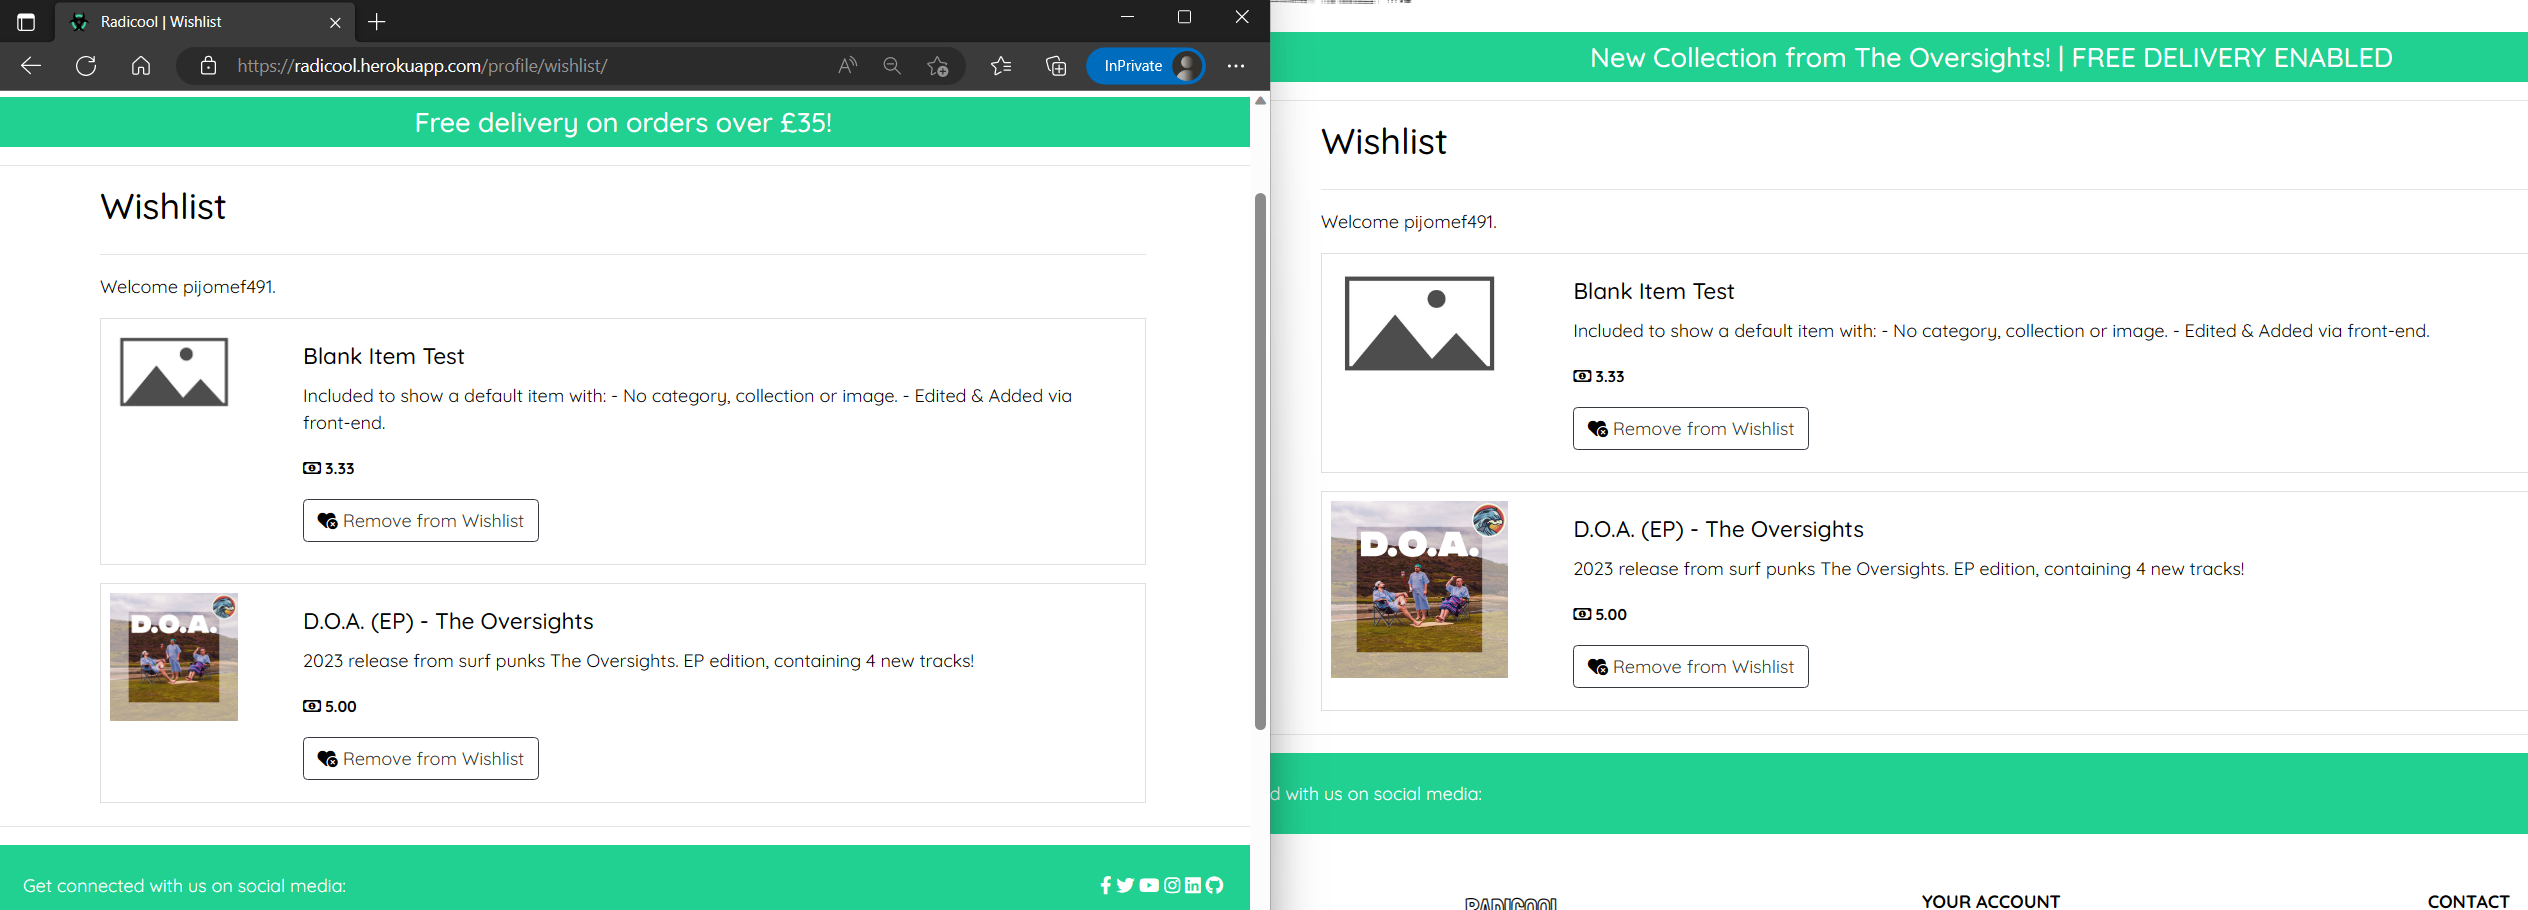 Radicool | Wishlist
https://radicool.herokuapp.com/profile/wishlist/
InPrivate
Free delivery on orders over £35!
Wishlist
Welcome pijomef491.
Blank Item Test
Included to show a default item with: - No category, collection or image. - Edited & Added via
front-end.
3.33
Remove from Wishlist
D.O.A.
D.O.A. (EP) - The Oversights
2023 release from surf punks The Oversights. EP edition, containing 4 new tracks!
5.00
Remove from Wishlist
Get connected with us on social media:
New Collection from The Oversights! | FREE DELIVERY ENABLED
Wishlist
Welcome pijomef491.
Blank Item Test
Included to show a default item with: - No category, collection or image. - Edited & Added via front-end.
3.33
Remove from Wishlist
D.O.A.
D.O.A. (EP) - The Oversights
2023 release from surf punks The Oversights. EP edition, containing 4 new tracks!
5.00
Remove from Wishlist
d with us on social media:
RADICOOL
YOUR ACCOUNT
CONTACT